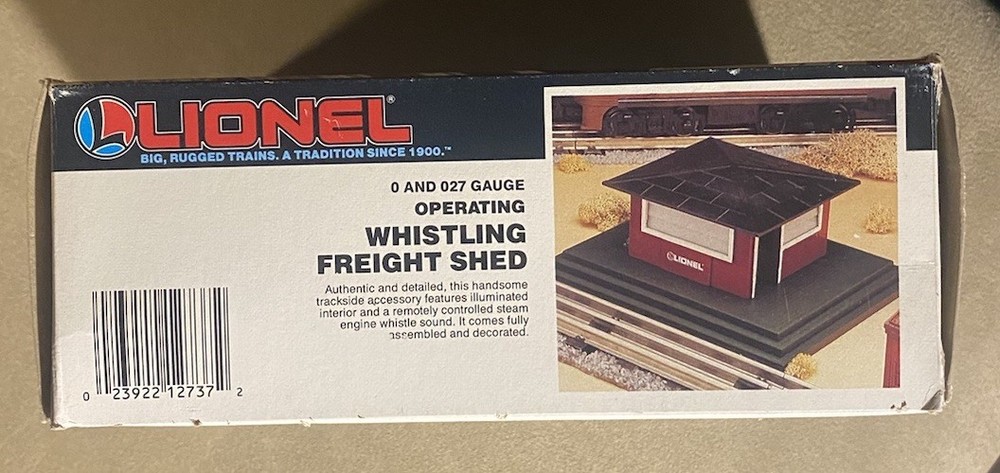 LIONEL®
BIG, RUGGED TRAINS. A TRADITION SINCE 1900.™
0 AND 027 GAUGE
OPERATING
WHISTLING
FREIGHT SHED
Authentic and detailed, this handsome
trackside accessory features illuminated
interior and a remotely controlled steam
engine whistle sound. It comes fully
assembled and decorated.
LIONEL
0 23922 12737 2